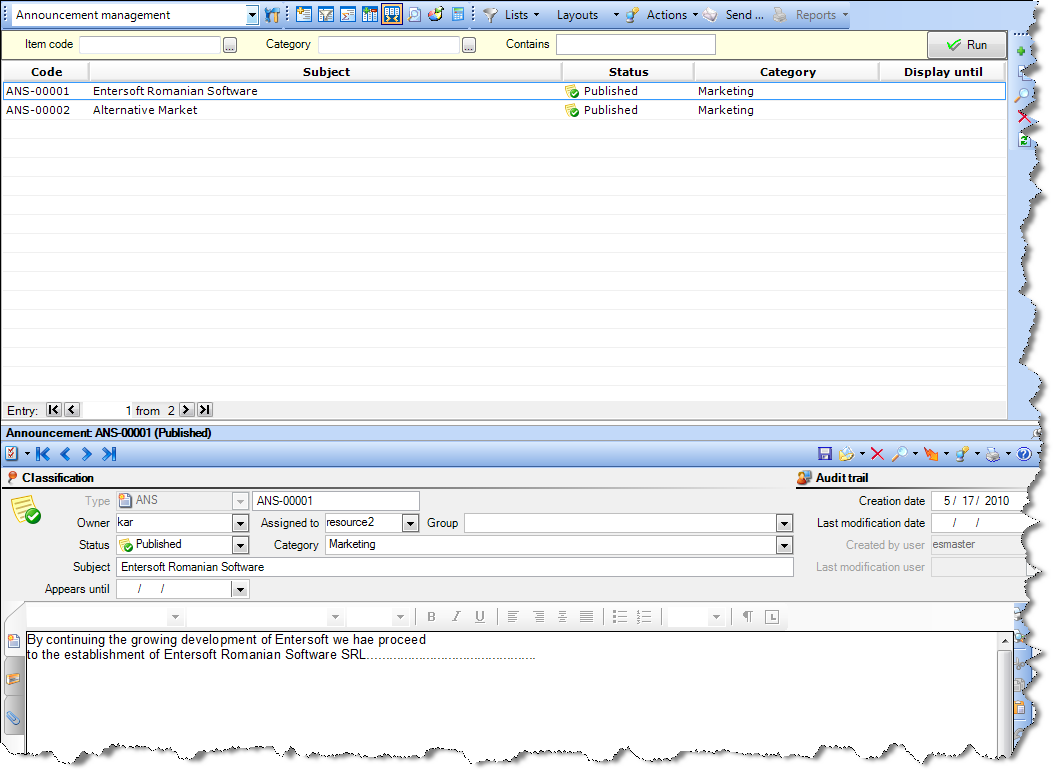 Announcement management Lists Layouts Actions Send ... Reports
Item code ... Category ... Contains Run
Code Subject Status Category Display until
ANS-00001 Entersoft Romanian Software Published Marketing
ANS-00002 Alternative Market Published Marketing
Entry: 1 from 2
Announcement: ANS-00001 (Published)
Classification Audit trail
Type ANS ANS-00001 Creation date 5 / 17 / 2010
Owner kar Assigned to resource2 Group Last modification date / /
Status Published Category Marketing Created by user esmaster
Subject Entersoft Romanian Software Last modification user
Appears until / /
B I U
By continuing the growing development of Entersoft we hae proceed
to the establishment of Entersoft Romanian Software SRL............................................